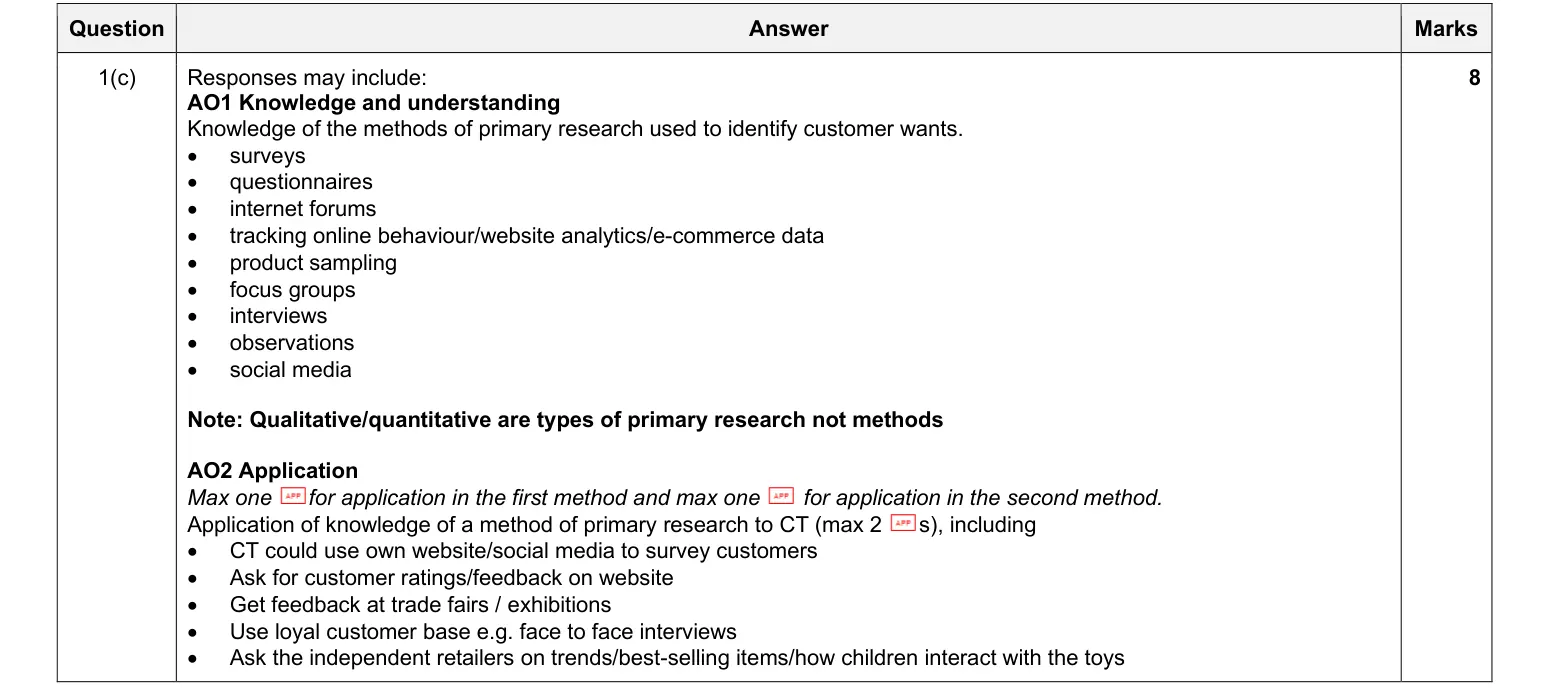 Question Answer Marks
1(c) Responses may include: 8
AO1 Knowledge and understanding
Knowledge of the methods of primary research used to identify customer wants.
• surveys
• questionnaires
• internet forums
• tracking online behaviour/website analytics/e-commerce data
• product sampling
• focus groups
• interviews
• observations
• social media
Note: Qualitative/quantitative are types of primary research not methods
AO2 Application
Max one APP for application in the first method and max one APP for application in the second method.
Application of knowledge of a method of primary research to CT (max 2 APP s), including
• CT could use own website/social media to survey customers
• Ask for customer ratings/feedback on website
• Get feedback at trade fairs / exhibitions
• Use loyal customer base e.g. face to face interviews
• Ask the independent retailers on trends/best-selling items/how children interact with the toys